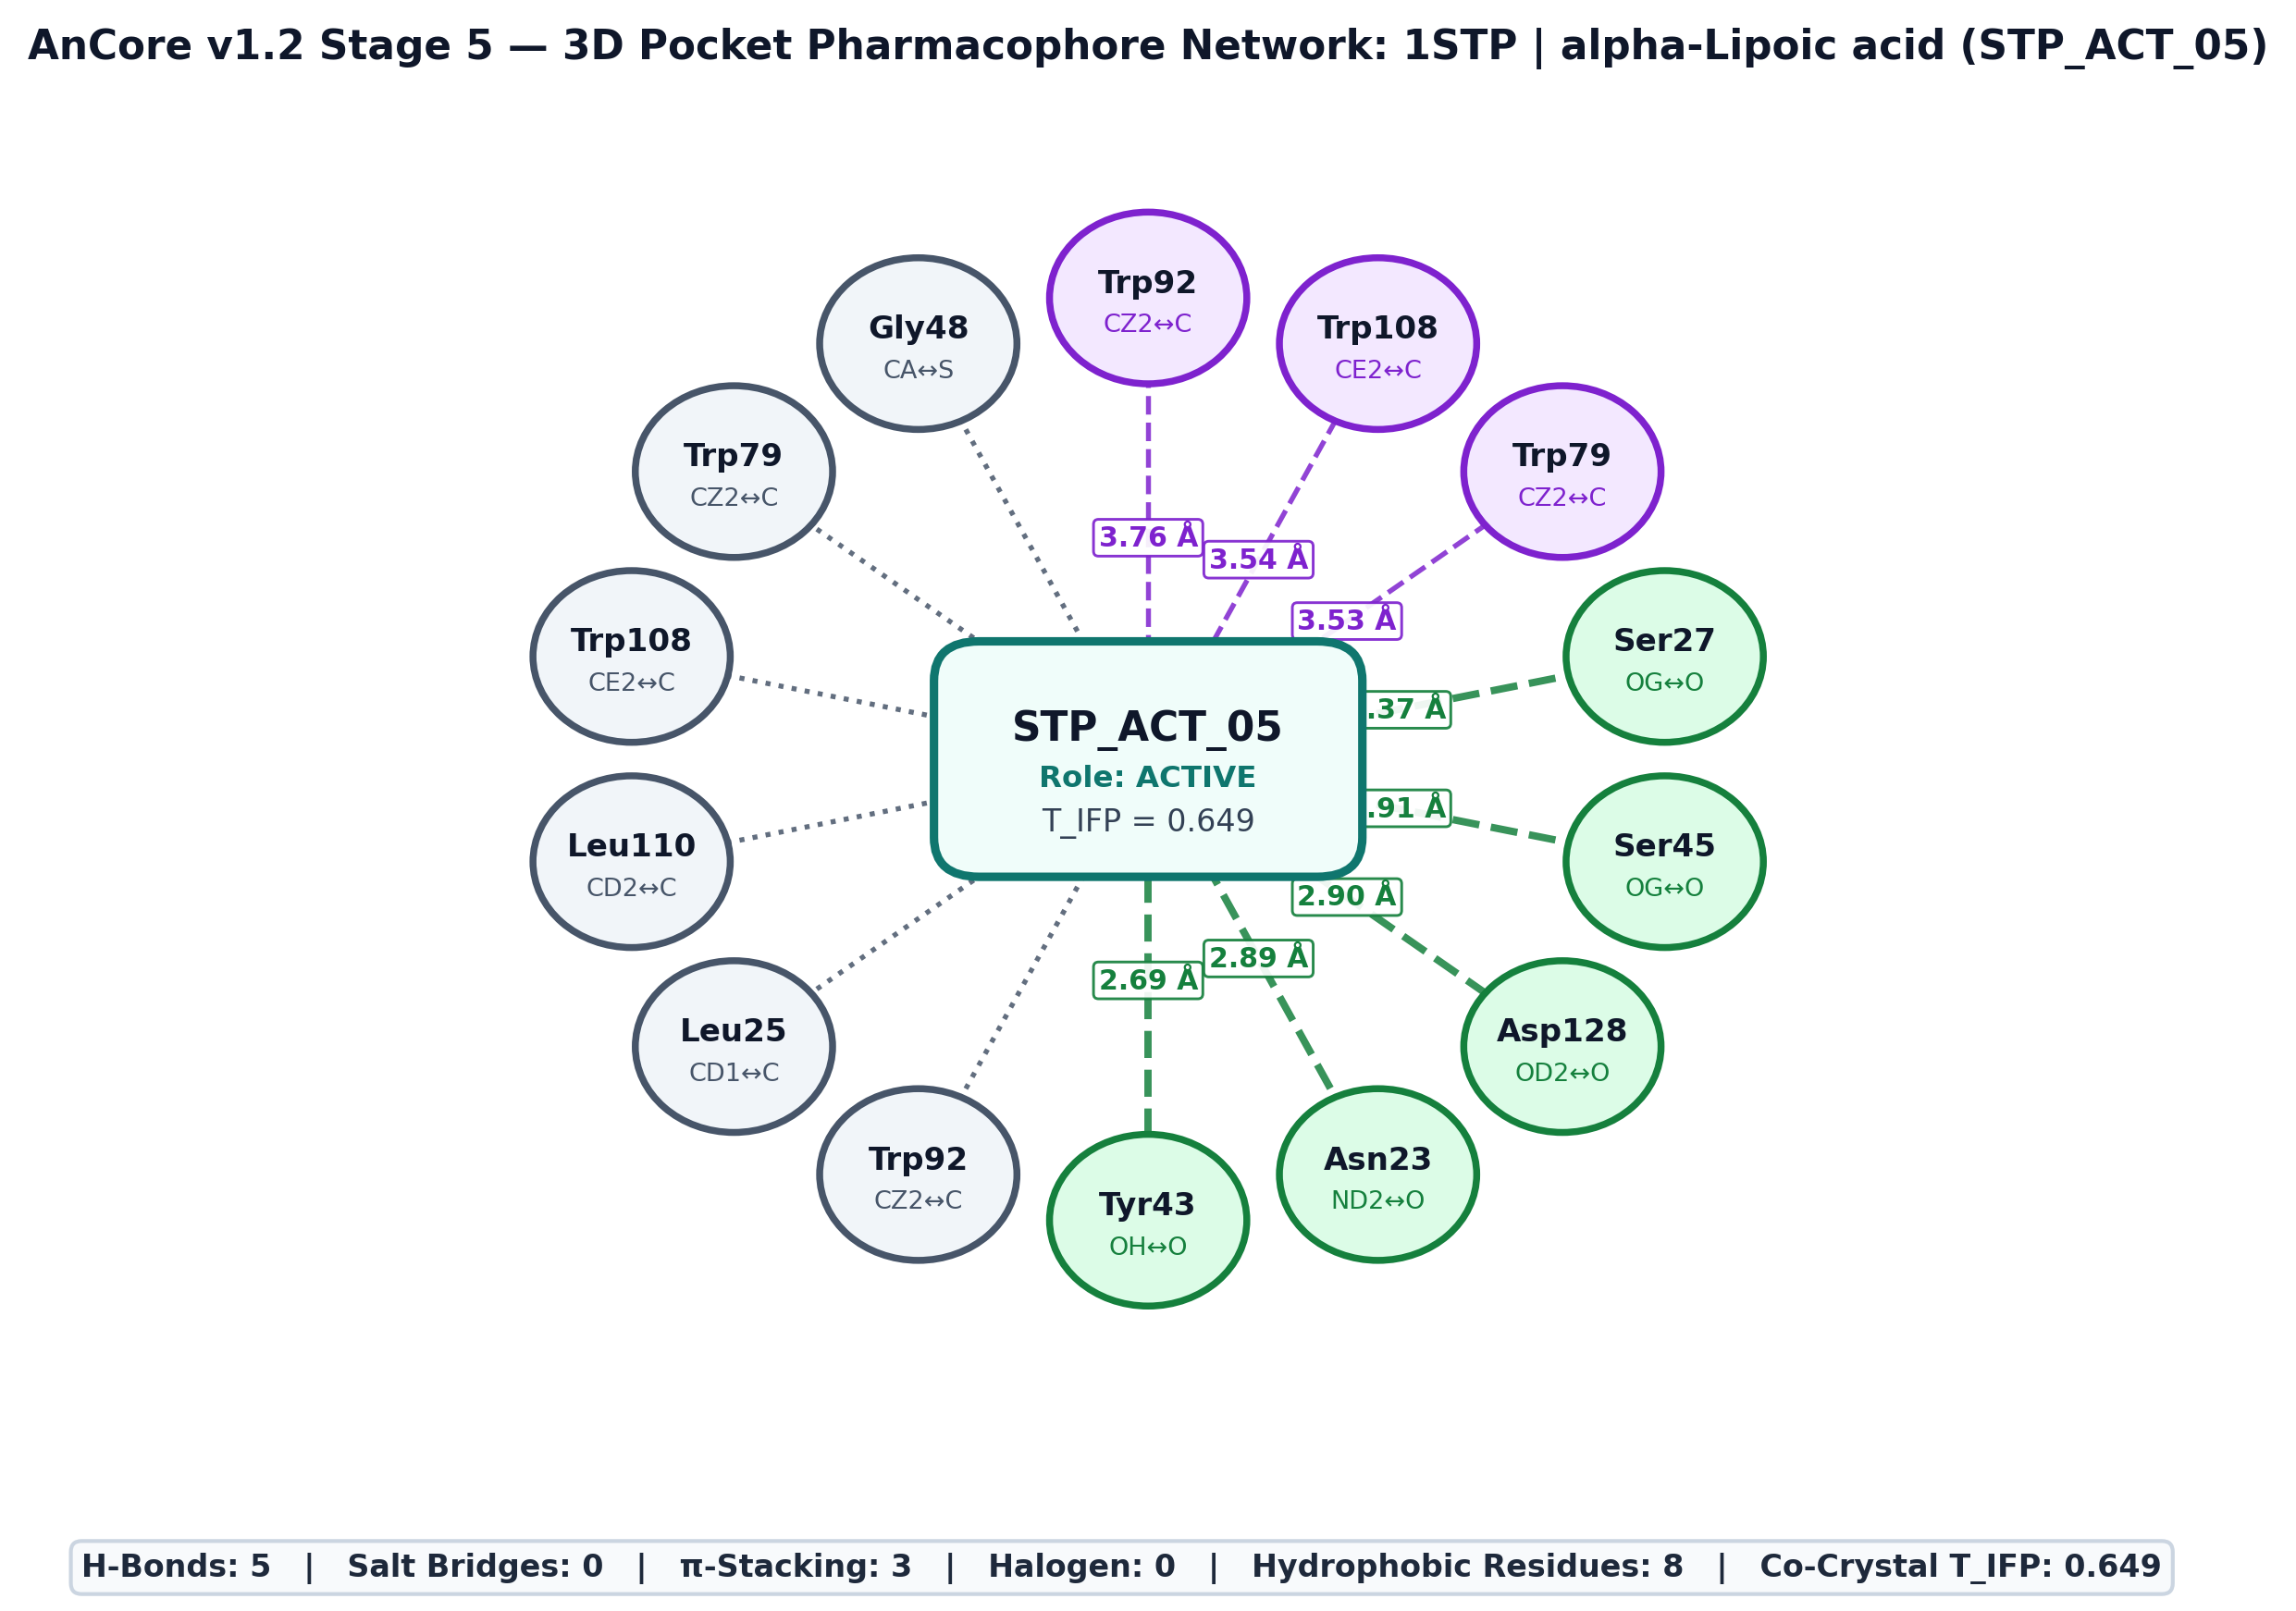 AnCore v1.2 Stage 5 — 3D Pocket Pharmacophore Network: 1STP | alpha-Lipoic acid (STP_ACT_05)
Trp92
CZ2↔C
Gly48
CA↔S
Trp108
CE2↔C
Trp79
CZ2↔C
Trp79
CZ2↔C
3.76 Å
3.54 Å
3.53 Å
Trp108
CE2↔C
Ser27
OG↔O
.37 Å
STP_ACT_05
Role: ACTIVE
T_IFP = 0.649
.91 Å
Leu110
CD2↔C
Ser45
OG↔O
2.90 Å
2.89 Å
2.69 Å
Leu25
CD1↔C
Asp128
OD2↔O
Trp92
CZ2↔C
Asn23
ND2↔O
Tyr43
OH↔O
H-Bonds: 5 | Salt Bridges: 0 | π-Stacking: 3 | Halogen: 0 | Hydrophobic Residues: 8 | Co-Crystal T_IFP: 0.649